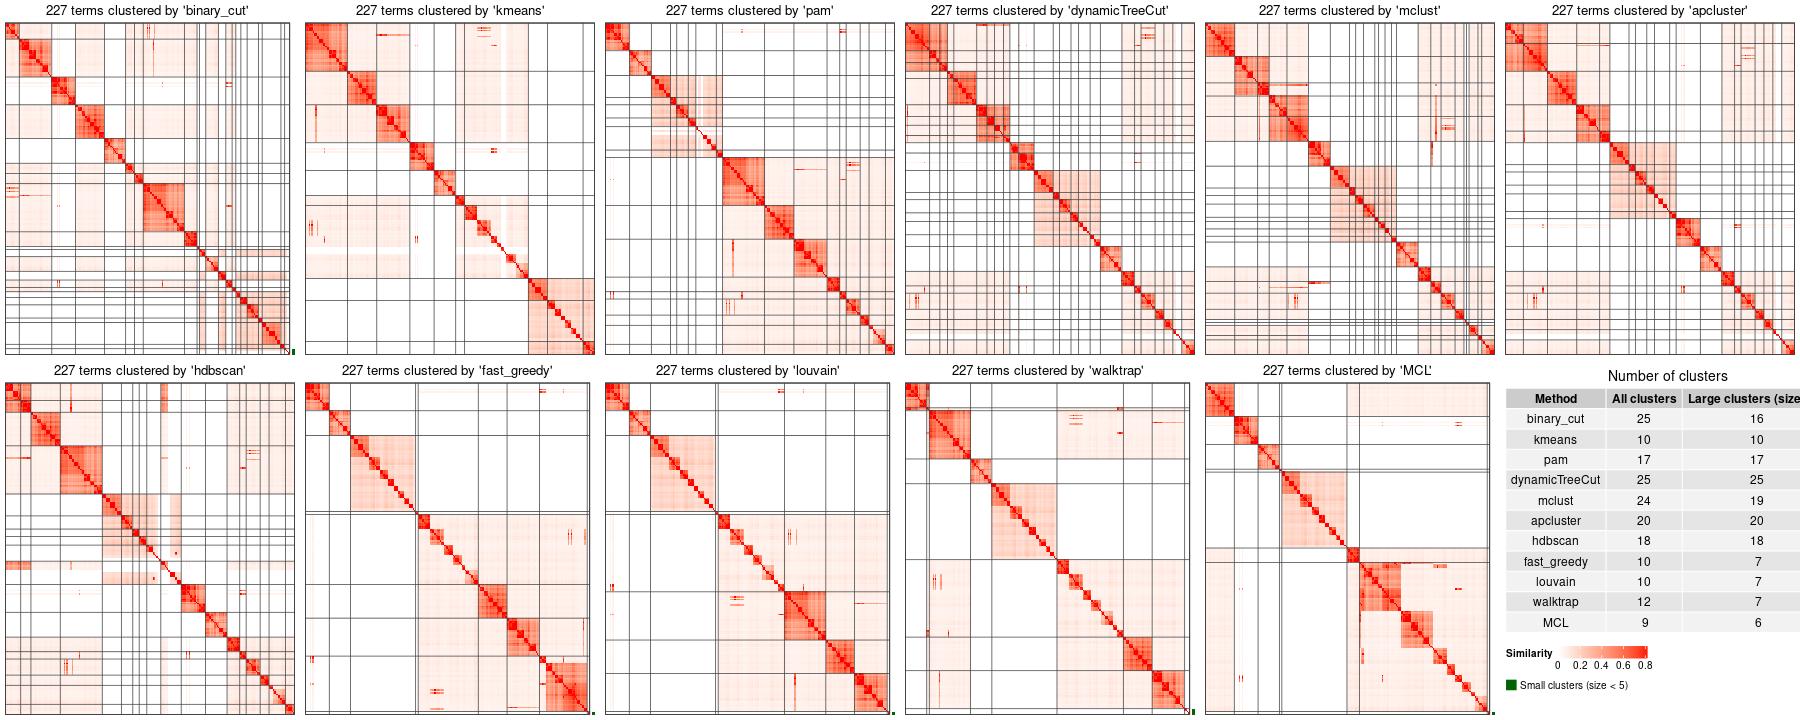 227 terms clustered by 'binary_cut'
227 terms clustered by 'kmeans'
227 terms clustered by 'pam'
227 terms clustered by 'dynamicTreeCut'
227 terms clustered by 'mclust'
227 terms clustered by 'apcluster'
227 terms clustered by 'hdbscan'
227 terms clustered by 'fast_greedy'
227 terms clustered by 'louvain'
227 terms clustered by 'walktrap'
227 terms clustered by 'MCL'
Number of clusters
Method All clusters Large clusters (size
binary_cut 25 16
kmeans 10 10
pam 17 17
dynamicTreeCut 25 25
mclust 24 19
apcluster 20 20
hdbscan 18 18
fast_greedy 10 7
louvain 10 7
walktrap 12 7
MCL 9 6
Similarity
0 0.2 0.4 0.6 0.8
Small clusters (size < 5)